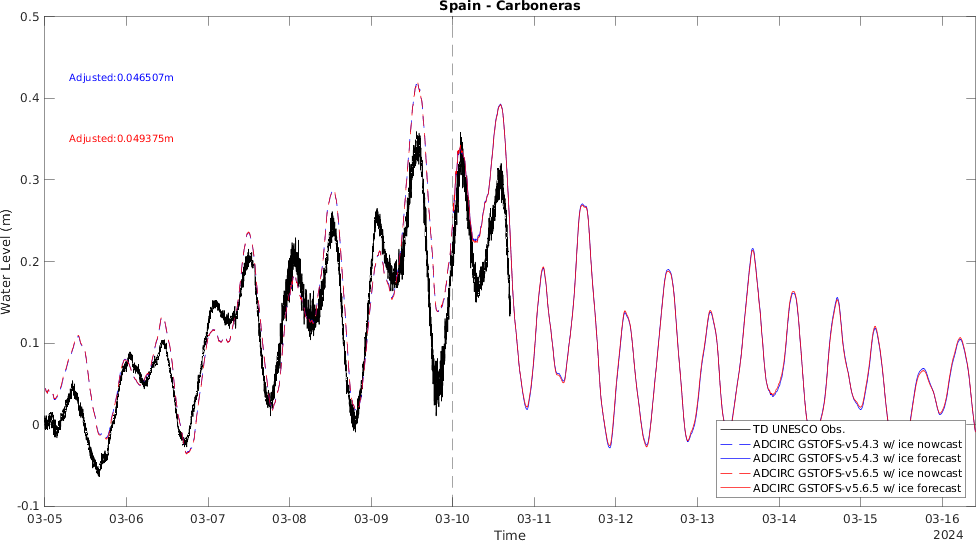 Spain - Carboneras
0.5
0.4
0.3
0.2
0.1
0
-0.1
Water Level (m)
Adjusted:0.046507m
Adjusted:0.049375m
TD UNESCO Obs.
ADCIRC GSTOFS-v5.4.3 w/ ice nowcast
ADCIRC GSTOFS-v5.4.3 w/ ice forecast
ADCIRC GSTOFS-v5.6.5 w/ ice nowcast
ADCIRC GSTOFS-v5.6.5 w/ ice forecast
03-05 03-06 03-07 03-08 03-09 03-10 03-11 03-12 03-13 03-14 03-15 03-16
2024
Time